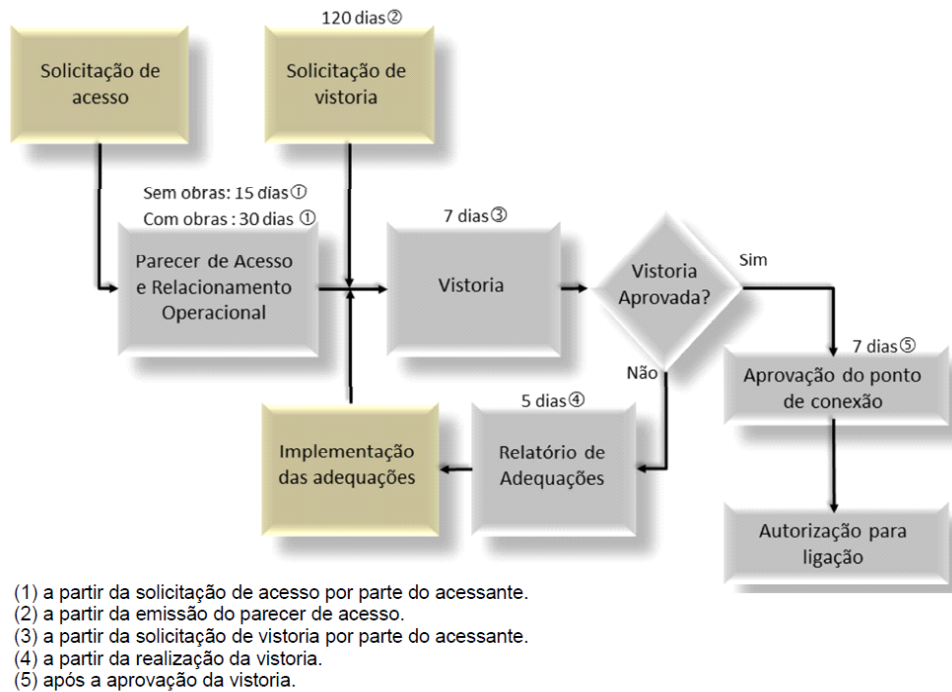 120 dias②
Solicitação de
acesso
Solicitação de
vistoria
Sem obras: 15 dias①
Com obras : 30 dias ①
7 dias③
Parecer de Acesso
e Relacionamento
Operacional
Vistoria
Vistoria
Aprovada?
Sim
Não
7 dias⑤
Aprovação do ponto
de conexão
5 dias④
Implementação
das adequações
Relatório de
Adequações
Autorização para
ligação
(1) a partir da solicitação de acesso por parte do acessante.
(2) a partir da emissão do parecer de acesso.
(3) a partir da solicitação de vistoria por parte do acessante.
(4) a partir da realização da vistoria.
(5) após a aprovação da vistoria.